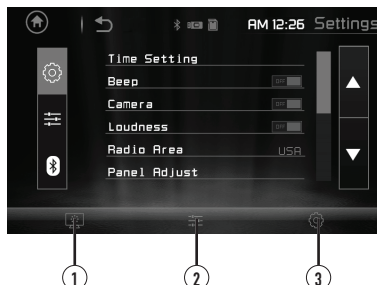 AM 12:26 Settings
Time Setting
Beep OFF
Camera OFF
Loudness OFF
Radio Area USA
Panel Adjust
1 2 3